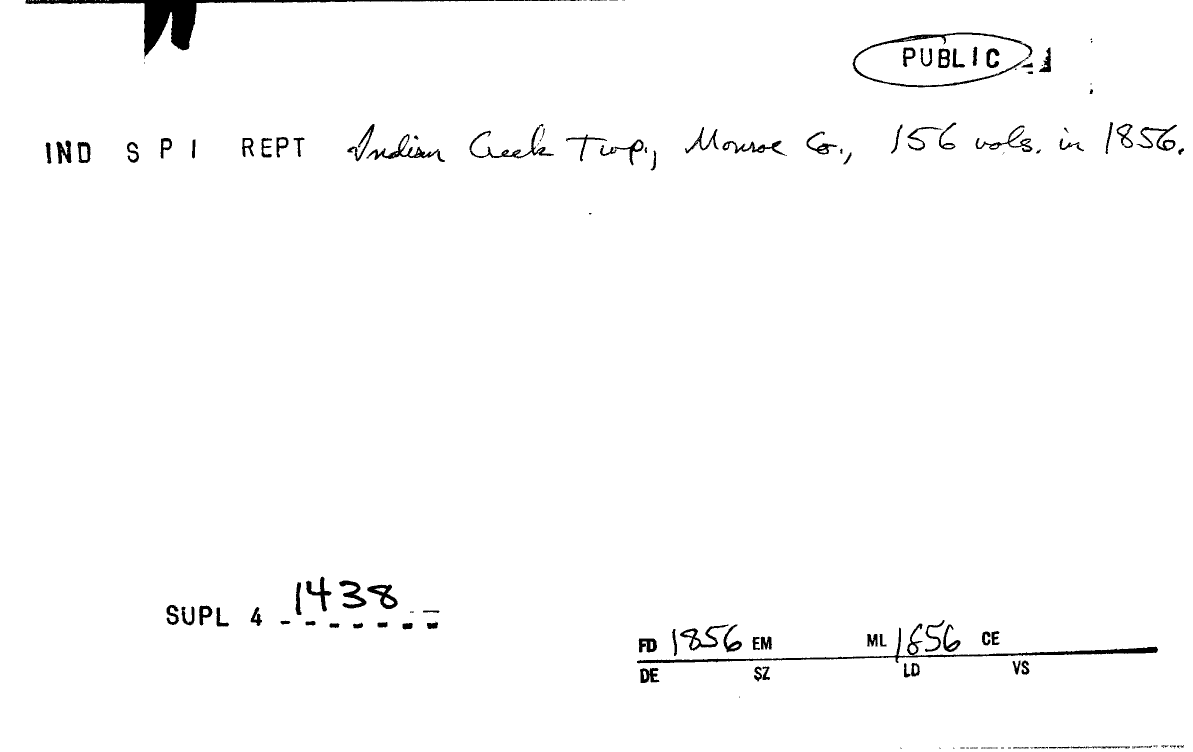 PUBLIC
IND S P I REPT Indian Creek Twp., Monroe Co., 156 vols. in 1856.
SUPL 4 1438
FD 1856 EM ML 1856 CE
DE SZ LD VS